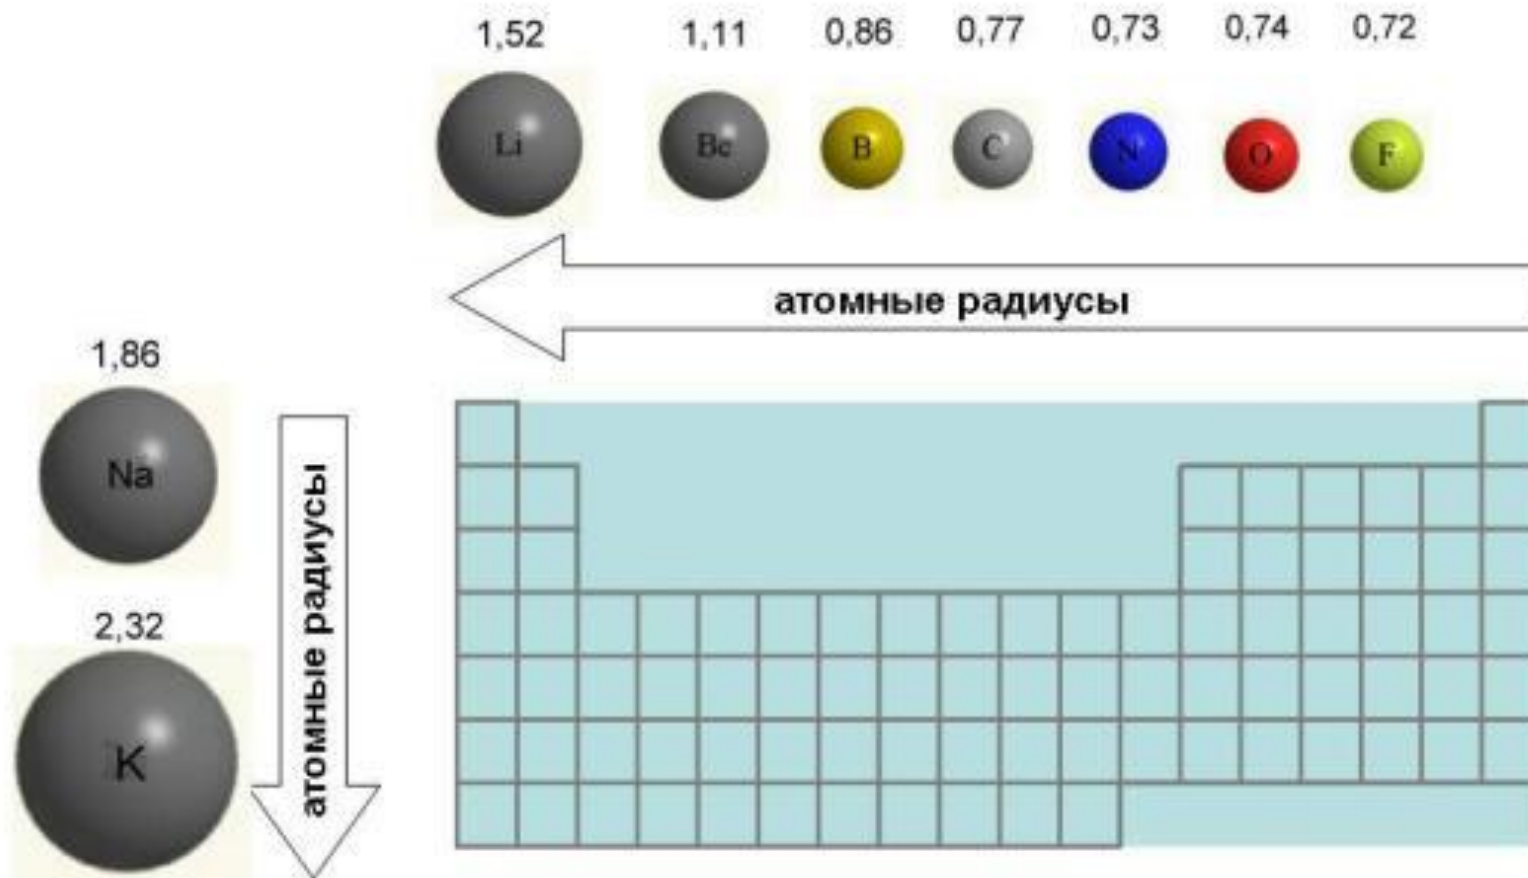 1,52 1,11 0,86 0,77 0,73 0,74 0,72
Li Be B C N O F
атомные радиусы
1,86
Na
атомные радиусы
2,32
K